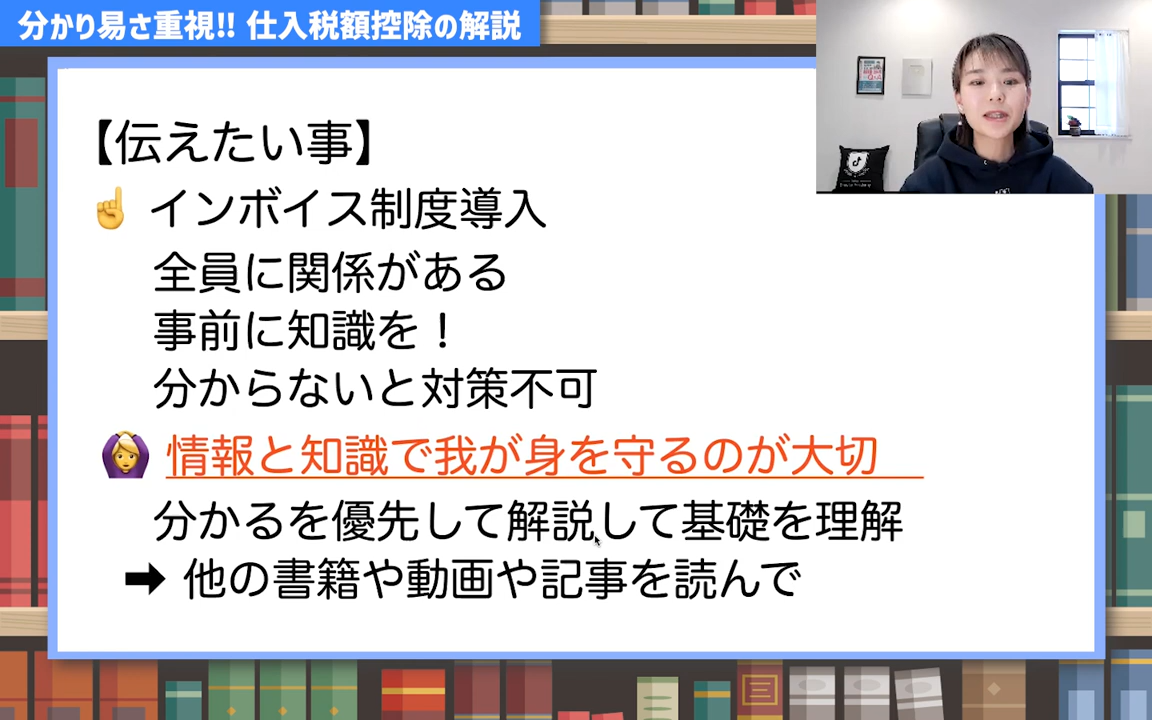 分かり易さ重視!! 仕入税額控除の解説
【伝えたい事】
☝ インボイス制度導入
全員に関係がある
事前に知識を！
分からないと対策不可
🙆‍♀️ 情報と知識で我が身を守るのが大切
分かるを優先して解説して基礎を理解
➡ 他の書籍や動画や記事を読んで